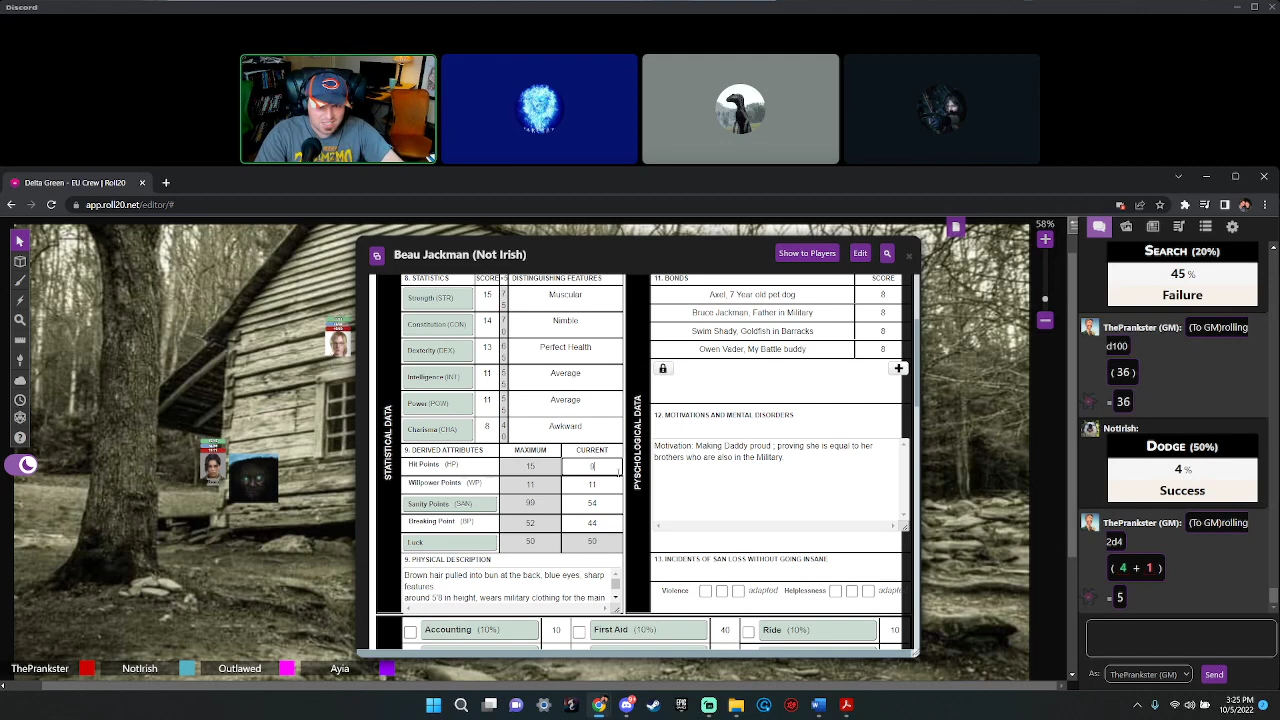 Discord
Delta Green - EU Crew | Roll20
app.roll20.net/editor/#
58%
Beau Jackman (Not Irish)
Show to Players
Edit
8. STATISTICS
SCORE
DISTINGUISHING FEATURES
Strength (STR) 15 75 Muscular
Constitution (CON) 14 70 Nimble
Dexterity (DEX) 13 65 Perfect Health
Intelligence (INT) 11 55 Average
Power (POW) 11 55 Average
Charisma (CHA) 8 40 Awkward
STATISTICAL DATA
9. DERIVED ATTRIBUTES MAXIMUM CURRENT
Hit Points (HP) 15 9
Willpower Points (WP) 11 11
Sanity Points (SAN) 99 54
Breaking Point (BP) 52 44
Luck 50 50
9. PHYSICAL DESCRIPTION
Brown hair pulled into bun at the back, blue eyes, sharp
features.
around 5'8 in height, wears military clothing for the main
PYSCHOLOGICAL DATA
11. BONDS SCORE
Axel, 7 Year old pet dog 8
Bruce Jackman, Father in Military 8
Swim Shady, Goldfish in Barracks 8
Owen Vader, My Battle buddy 8
12. MOTIVATIONS AND MENTAL DISORDERS
Motivation: Making Daddy proud ; proving she is equal to her
brothers who are also in the Military.
13. INCIDENTS OF SAN LOSS WITHOUT GOING INSANE
Violence adapted Helplessness adapte
Accounting (10%) 10 First Aid (10%) 40 Ride (10%) 10
SEARCH (20%)
45 %
Failure
ThePrankster (GM) (To GM)rolling
d100
( 36 )
= 36
NotIrish:
DODGE (40%)
4 %
Success
ThePrankster (GM) (To GM)rolling
2d4
( 4 + 1 )
= 5
As: ThePrankster (GM)
Send
ThePrankster
NotIrish
Outlawed
Ayia
3:25 PM
10/25/2022